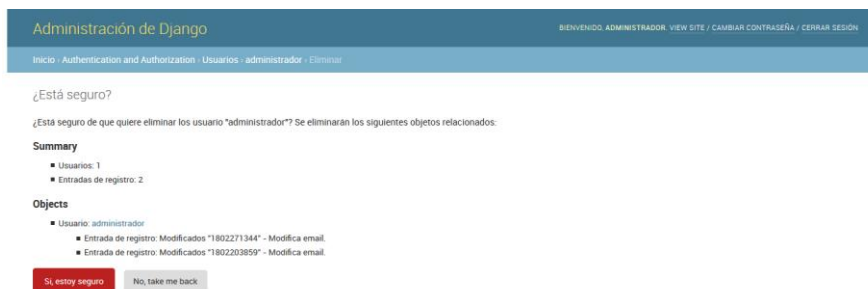 Administración de Django
BIENVENIDO, ADMINISTRADOR. VIEW SITE / CAMBIAR CONTRASEÑA / CERRAR SESIÓN
Inicio › Authentication and Authorization › Usuarios › administrador › Eliminar
¿Está seguro?
¿Está seguro de que quiere eliminar los usuario "administrador"? Se eliminarán los siguientes objetos relacionados:
Summary
Usuarios: 1
Entradas de registro: 2
Objects
Usuario: administrador
Entrada de registro: Modificados "1802271344" - Modifica email.
Entrada de registro: Modificados "1802203859" - Modifica email.
Sí, estoy seguro
No, take me back